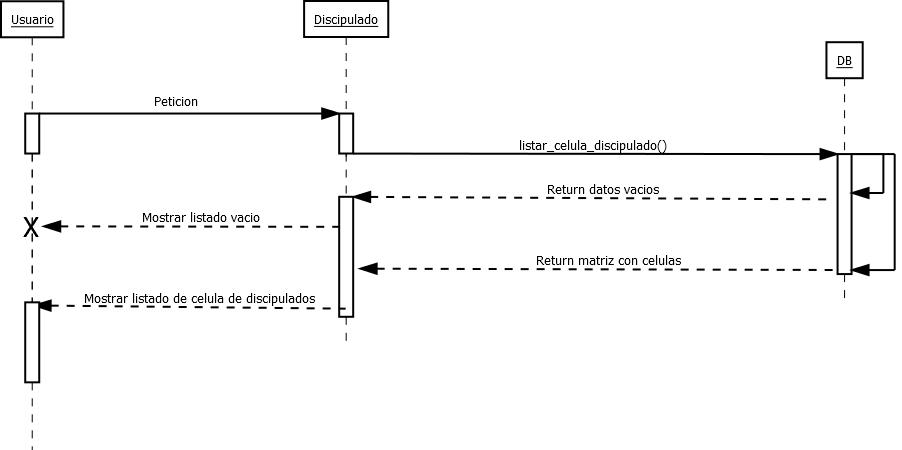 Usuario
Discipulado
DB
Peticion
listar_celula_discipulado()
Return datos vacios
Mostrar listado vacio
X
Return matriz con celulas
Mostrar listado de celula de discipulados